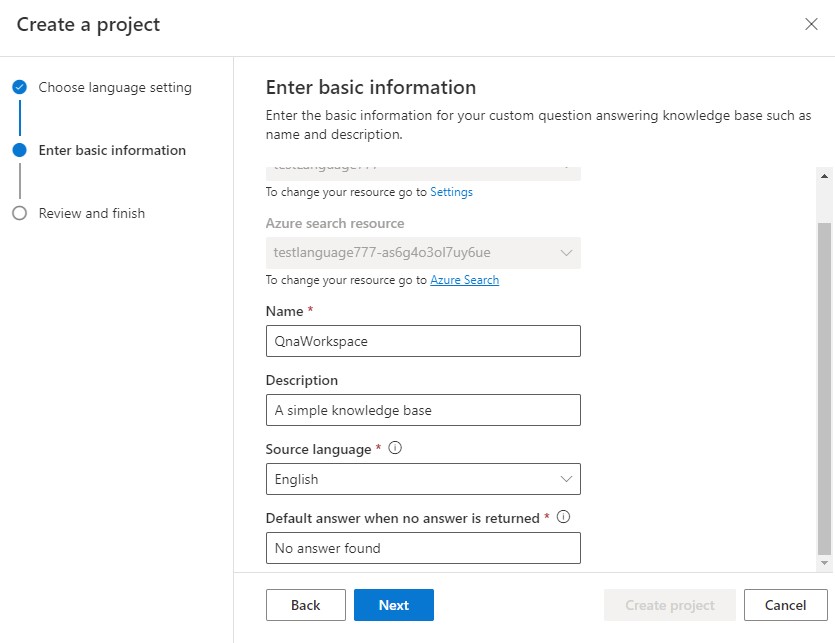 Create a project
Choose language setting
Enter basic information
Review and finish
Enter basic information
Enter the basic information for your custom question answering knowledge base such as
name and description.
To change your resource go to Settings
Azure search resource
testlanguage777-as6g4o3ol7uy6ue
To change your resource go to Azure Search
Name *
QnaWorkspace
Description
A simple knowledge base
Source language *
English
Default answer when no answer is returned *
No answer found
Back
Next
Create project
Cancel